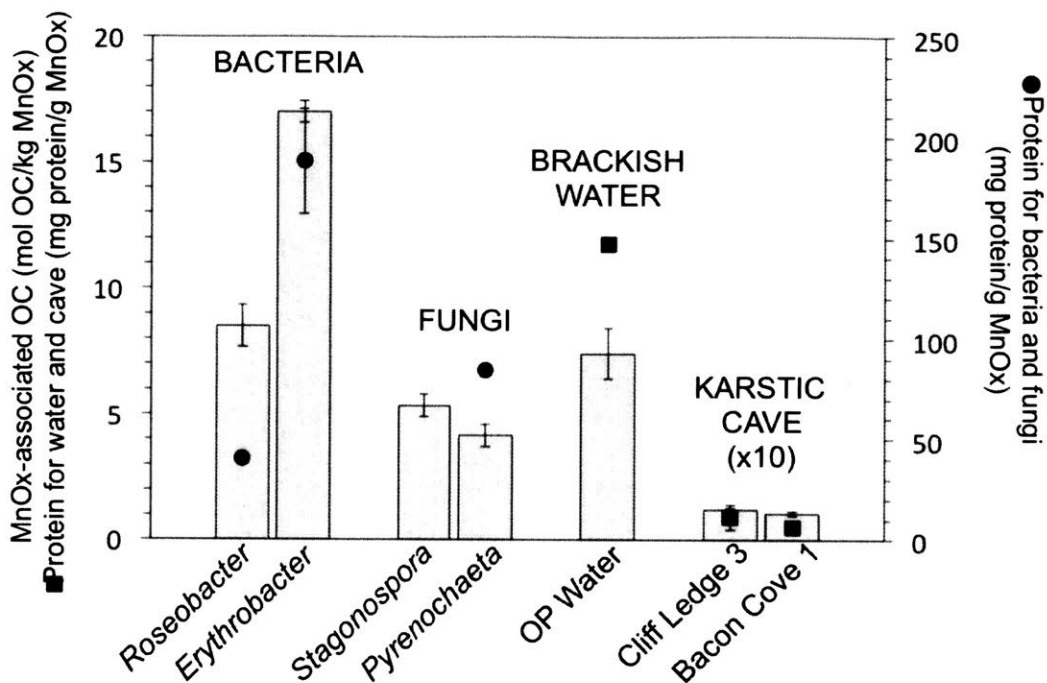 MnOx-associated OC (mol OC/kg MnOx)
Protein for water and cave (mg protein/g MnOx)
20
15
10
5
0
BACTERIA
FUNGI
BRACKISH
WATER
KARSTIC
CAVE
(x10)
250
200
150
100
50
0
Protein for bacteria and fungi
(mg protein/g MnOx)
Roseobacter
Erythrobacter
Stagonospora
Pyrenochaeta
OP Water
Cliff Ledge 3
Bacon Cove 1